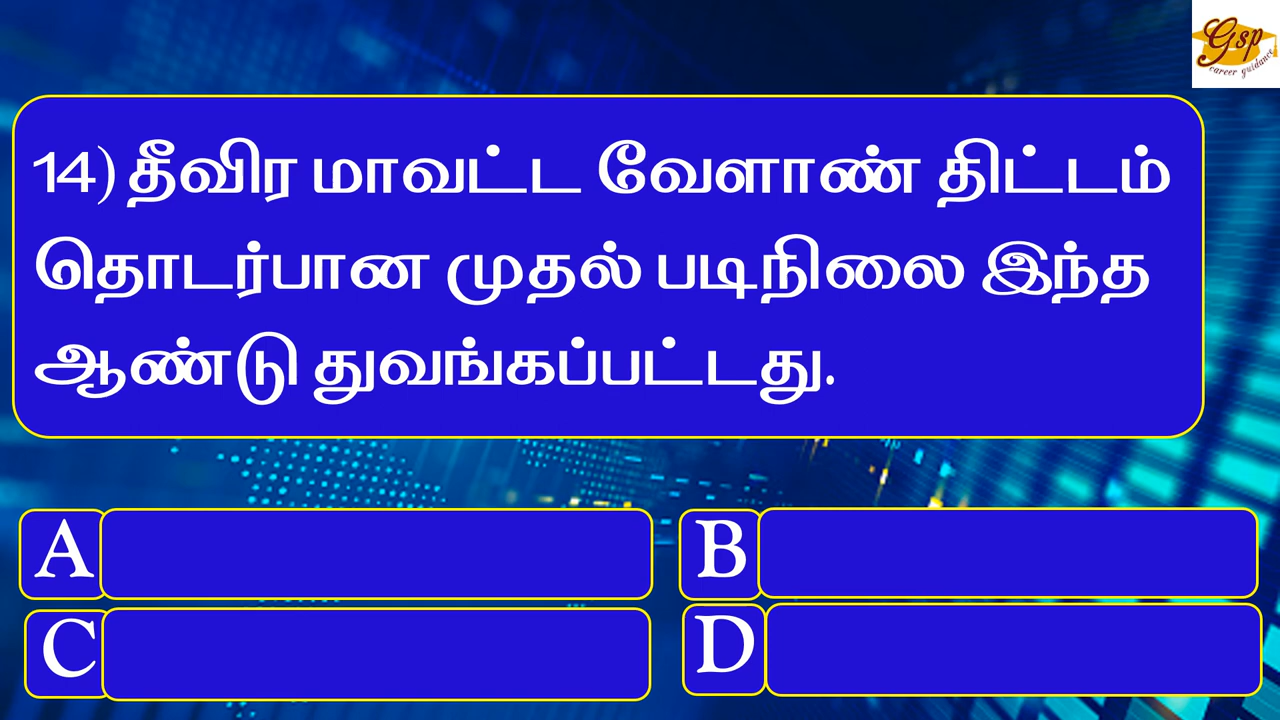 Gsp
career guidance
14) தீவிர மாவட்ட வேளாண் திட்டம்
தொடர்பான முதல் படிநிலை இந்த
ஆண்டு துவங்கப்பட்டது.
A
B
C
D